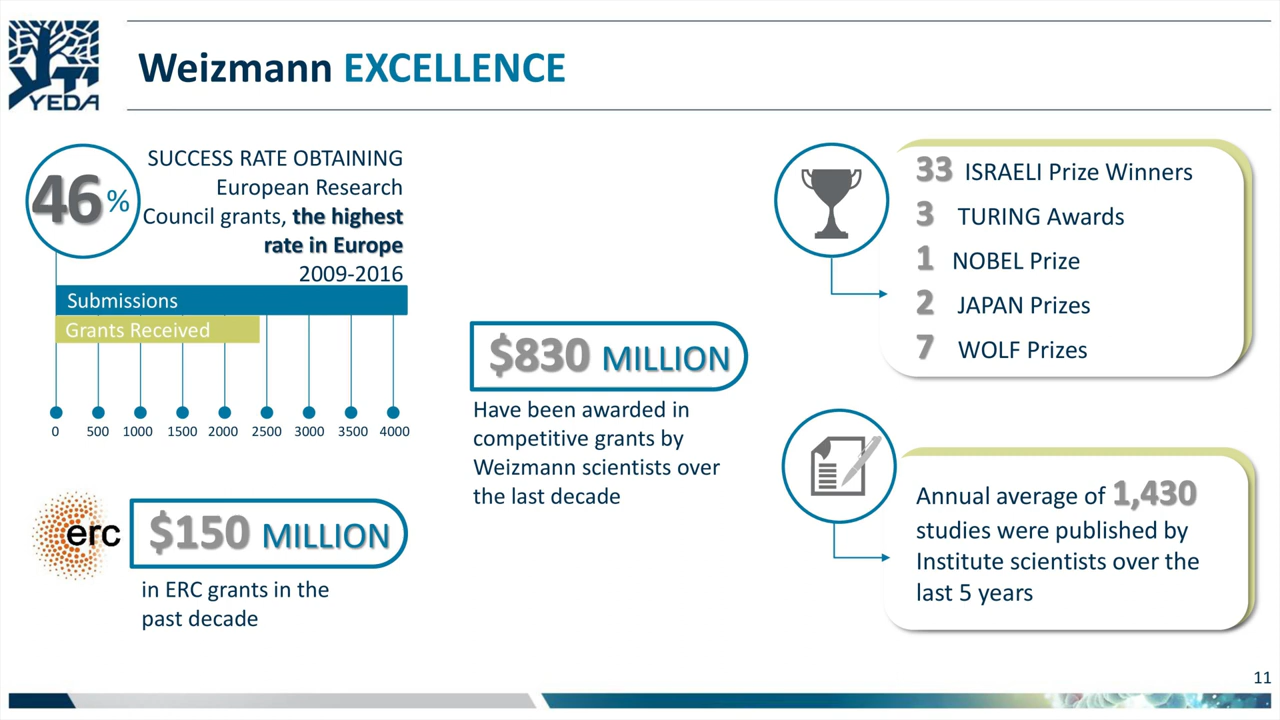 YEDA
Weizmann EXCELLENCE
46%
SUCCESS RATE OBTAINING
European Research
Council grants, the highest
rate in Europe
2009-2016
Submissions
Grants Received
0 500 1000 1500 2000 2500 3000 3500 4000
erc
$150 MILLION
in ERC grants in the
past decade
$830 MILLION
Have been awarded in
competitive grants by
Weizmann scientists over
the last decade
33 ISRAELI Prize Winners
3 TURING Awards
1 NOBEL Prize
2 JAPAN Prizes
7 WOLF Prizes
Annual average of 1,430
studies were published by
Institute scientists over the
last 5 years
11